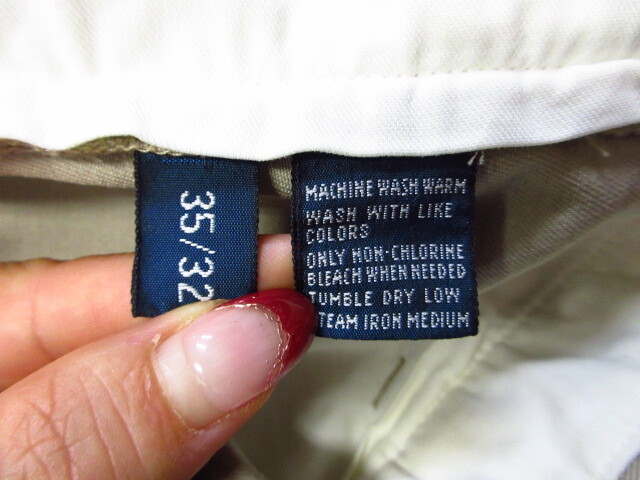 35/32
MACHINE WASH WARM
WASH WITH LIKE
COLORS
ONLY NON-CHLORINE
BLEACH WHEN NEEDED
TUMBLE DRY LOW
TEAM IRON MEDIUM